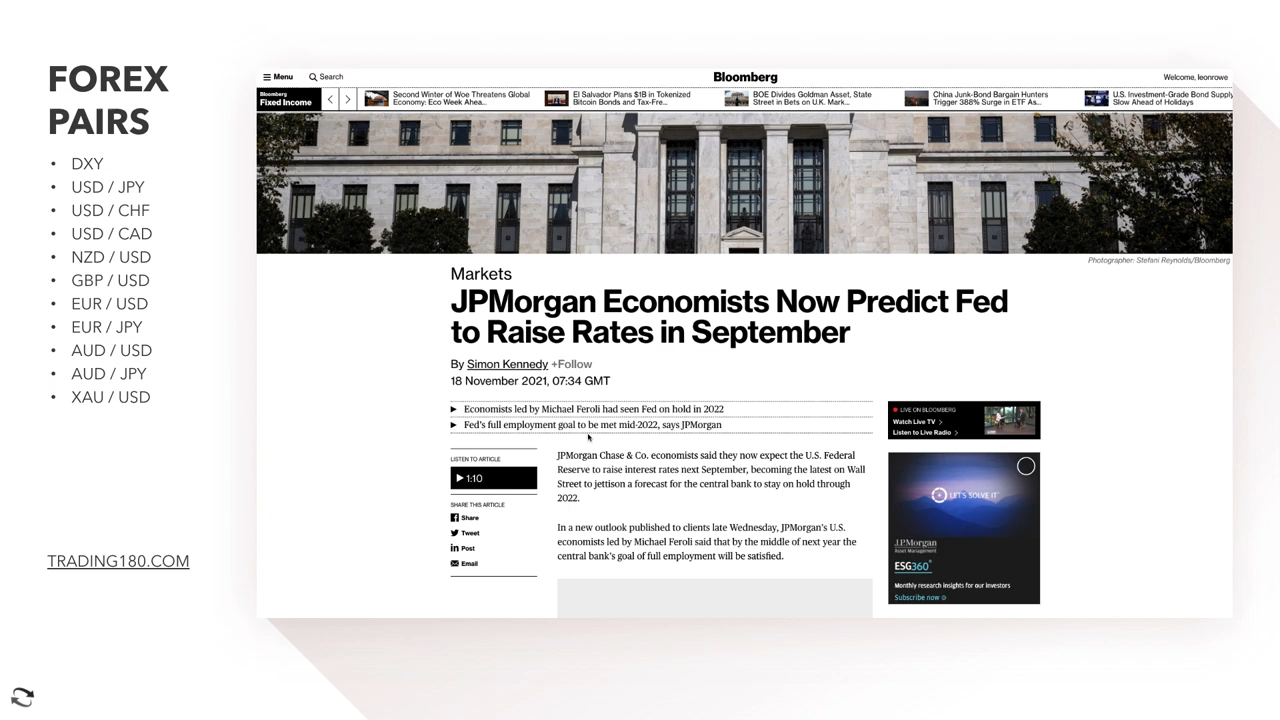 FOREX
PAIRS
• DXY
• USD / JPY
• USD / CHF
• USD / CAD
• NZD / USD
• GBP / USD
• EUR / USD
• EUR / JPY
• AUD / USD
• AUD / JPY
• XAU / USD
TRADING180.COM
Menu
Search
Bloomberg
Welcome, leonrowe
Bloomberg
Fixed Income
Second Winter of Woe Threatens Global
Economy: Eco Week Ahea...
El Salvador Plans $1B in Tokenized
Bitcoin Bonds and Tax-Fre...
BOE Divides Goldman Asset, State
Street in Bets on U.K. Mark...
China Junk-Bond Bargain Hunters
Trigger 388% Surge in ETF As...
U.S. Investment-Grade Bond Supply
Slow Ahead of Holidays
Photographer: Stefani Reynolds/Bloomberg
Markets
JPMorgan Economists Now Predict Fed
to Raise Rates in September
By Simon Kennedy +Follow
18 November 2021, 07:34 GMT
Economists led by Michael Feroli had seen Fed on hold in 2022
Fed's full employment goal to be met mid-2022, says JPMorgan
LISTEN TO ARTICLE
1:10
SHARE THIS ARTICLE
Share
Tweet
Post
Email
JPMorgan Chase & Co. economists said they now expect the U.S. Federal
Reserve to raise interest rates next September, becoming the latest on Wall
Street to jettison a forecast for the central bank to stay on hold through
2022.
In a new outlook published to clients late Wednesday, JPMorgan's U.S.
economists led by Michael Feroli said that by the middle of next year the
central bank's goal of full employment will be satisfied.
LIVE ON BLOOMBERG
Watch Live TV
Listen to Live Radio
LET'S SOLVE IT
J.P.Morgan
Asset Management
ESG360°
Monthly research insights for our investors
Subscribe now